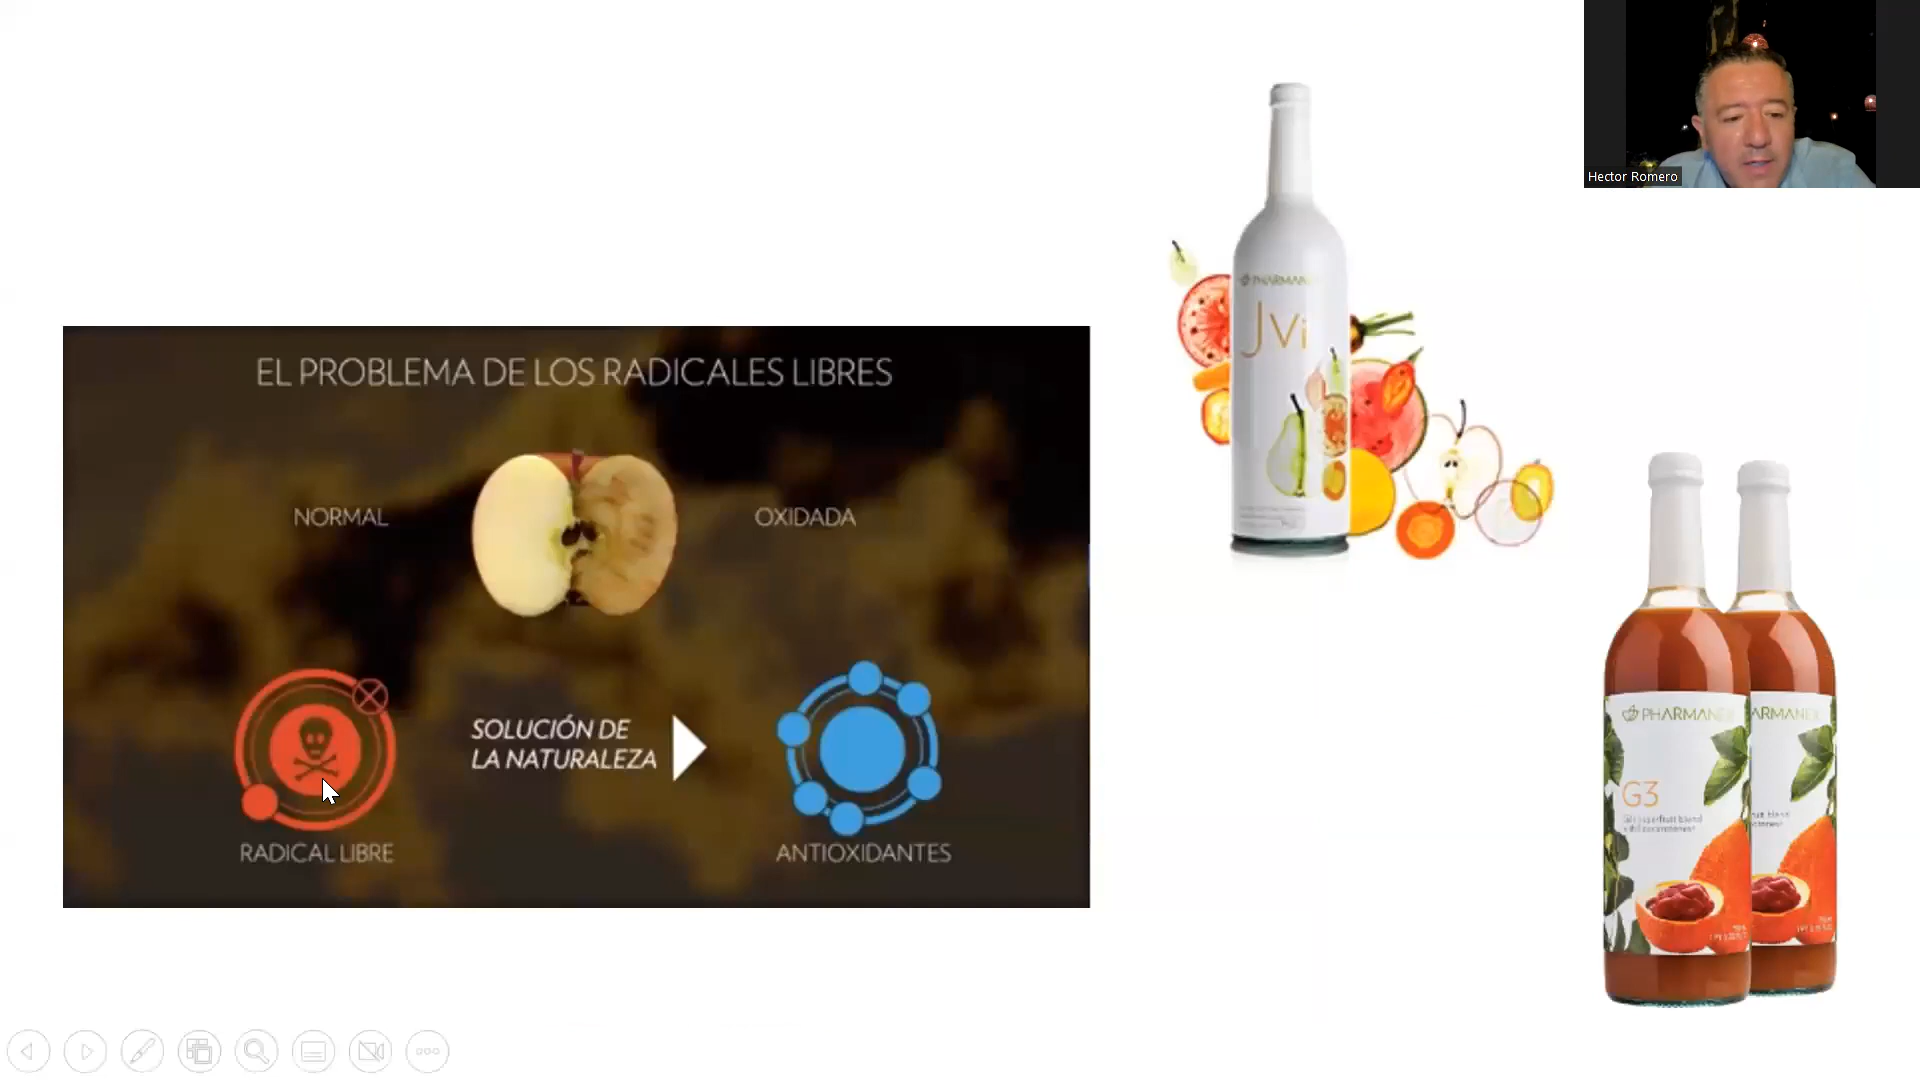 Hector Romero
EL PROBLEMA DE LOS RADICALES LIBRES
NORMAL
OXIDADA
SOLUCIÓN DE
LA NATURALEZA
RADICAL LIBRE
ANTIOXIDANTES
PHARMANEX
JVi
PHARMANEX
G3
ARMANEX